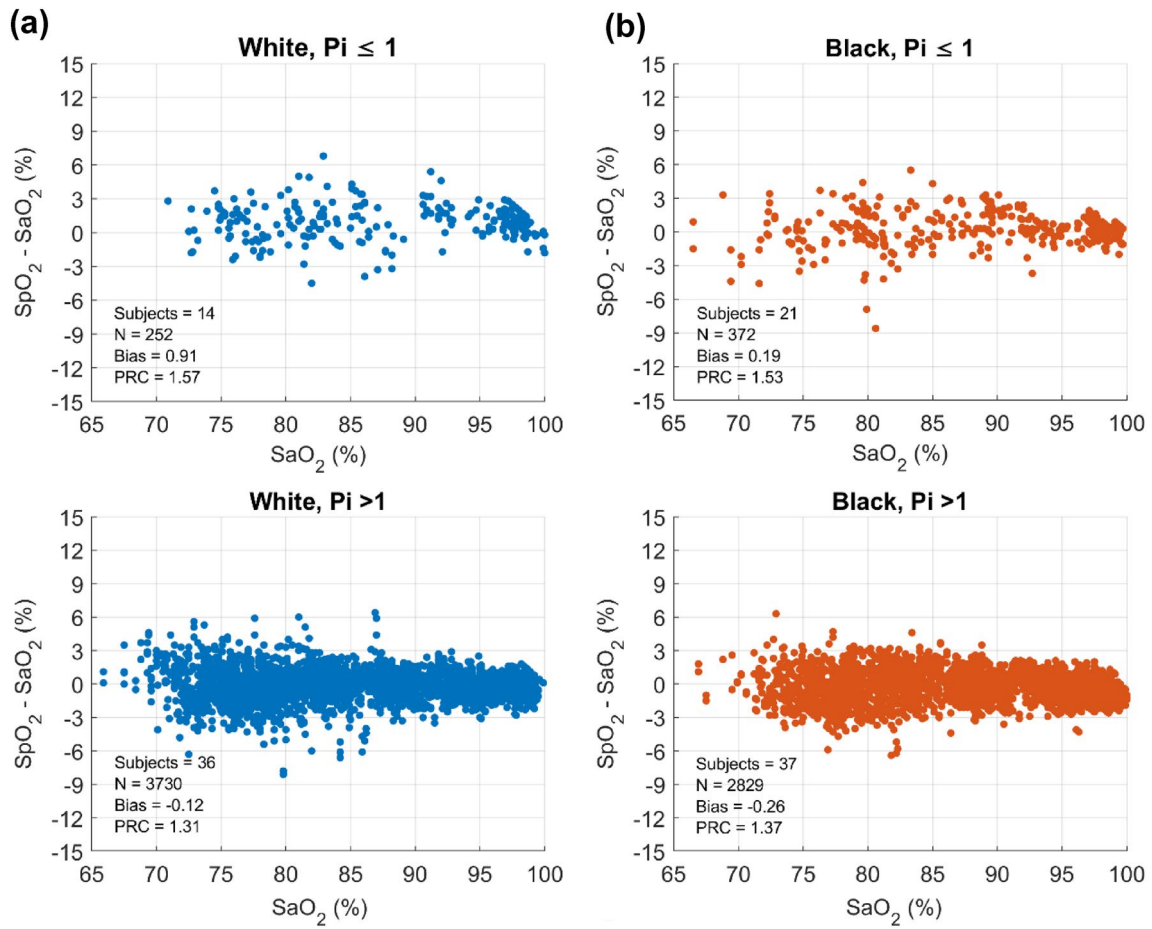 (a)
White, Pi ≤ 1
15
12
9
6
3
0
-3
-6
-9
-12
-15
SpO2 - SaO2 (%)
Subjects = 14
N = 252
Bias = 0.91
PRC = 1.57
65 70 75 80 85 90 95 100
SaO2 (%)
(b)
Black, Pi ≤ 1
15
12
9
6
3
0
-3
-6
-9
-12
-15
SpO2 - SaO2 (%)
Subjects = 21
N = 372
Bias = 0.19
PRC = 1.53
65 70 75 80 85 90 95 100
SaO2 (%)
White, Pi >1
15
12
9
6
3
0
-3
-6
-9
-12
-15
SpO2 - SaO2 (%)
Subjects = 36
N = 3730
Bias = -0.12
PRC = 1.31
65 70 75 80 85 90 95 100
SaO2 (%)
Black, Pi >1
15
12
9
6
3
0
-3
-6
-9
-12
-15
SpO2 - SaO2 (%)
Subjects = 37
N = 2829
Bias = -0.26
PRC = 1.37
65 70 75 80 85 90 95 100
SaO2 (%)